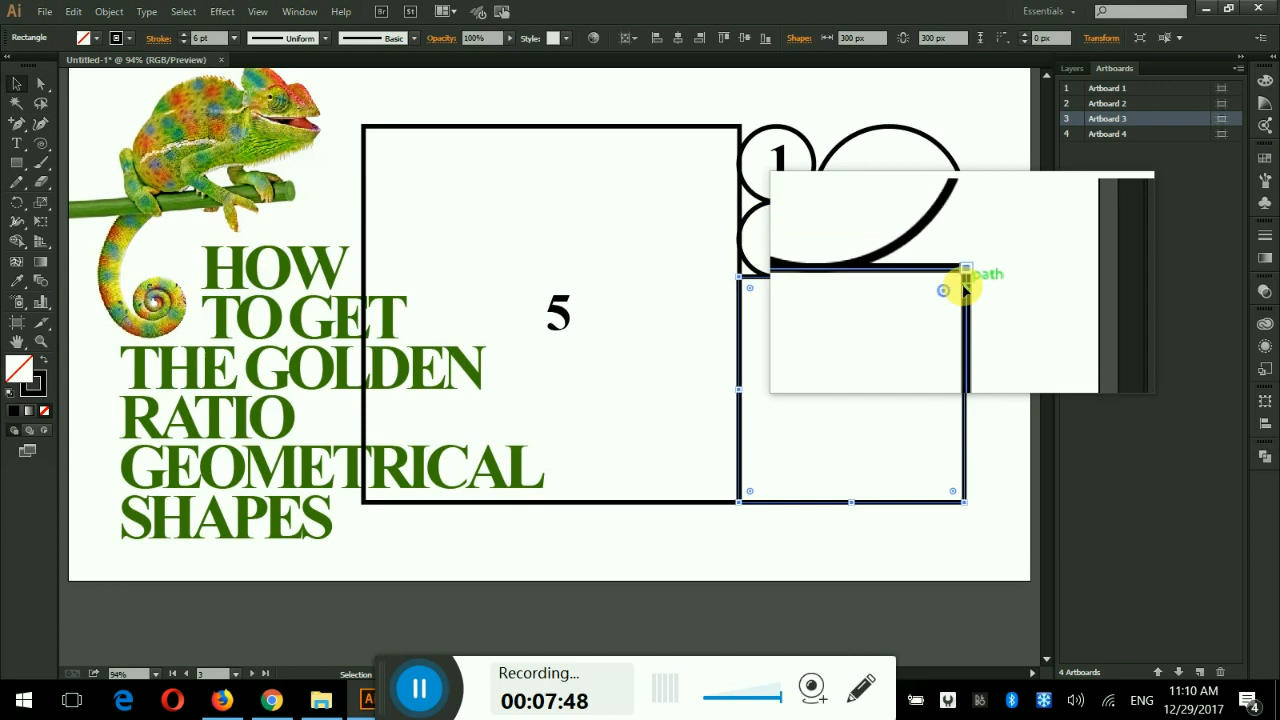 Ai File Edit Object Type Select Effect View Window Help Br St Essentials
Rectangle Stroke: 6 pt Uniform Basic Opacity: 100% Style: Shape: 300 px 300 px 0 px Transform
Untitled-1* @ 94% (RGB/Preview) ×
Layers Artboards
1 Artboard 1
2 Artboard 2
3 Artboard 3
4 Artboard 4
1
path
5
HOW
TO GET
THE GOLDEN
RATIO
GEOMETRICAL
SHAPES
94% 3 Selection
4 Artboards
Recording...
00:07:48
ENG
11:10 AM
12/29/2017
4